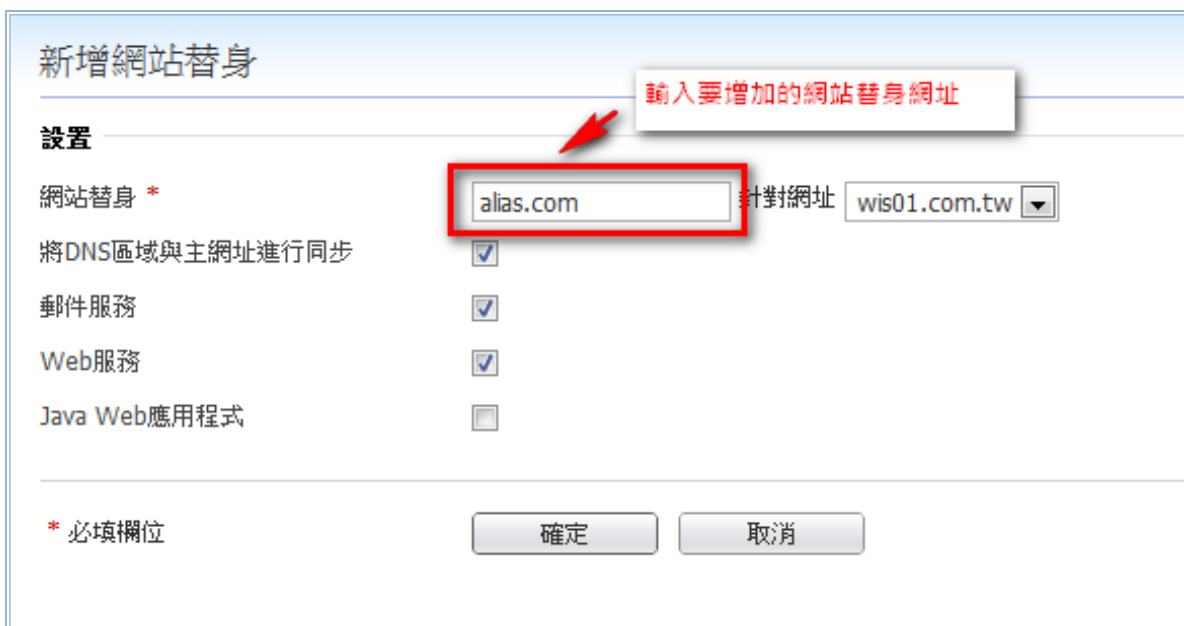 新增網站替身
輸入要增加的網站替身網址
設置
網站替身 * alias.com 針對網址 wis01.com.tw
將DNS區域與主網址進行同步
郵件服務
Web服務
Java Web應用程式
* 必填欄位 確定 取消